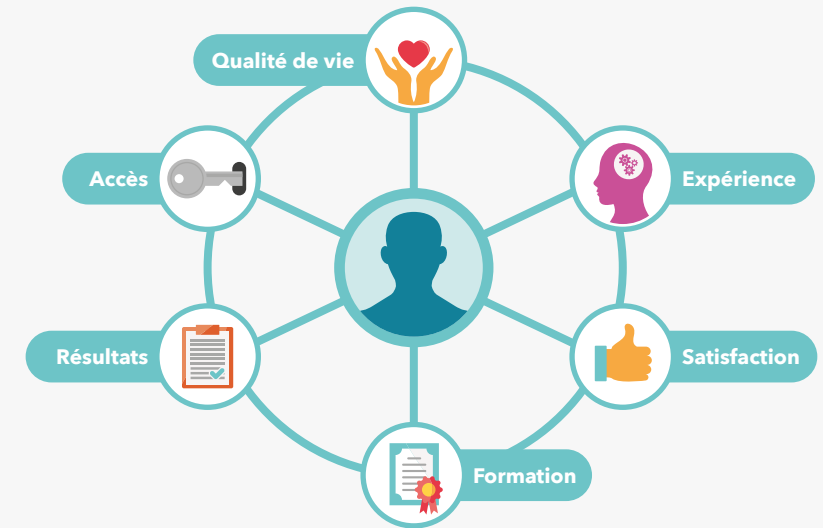 Qualité de vie
Accès
Expérience
Résultats
Satisfaction
Formation